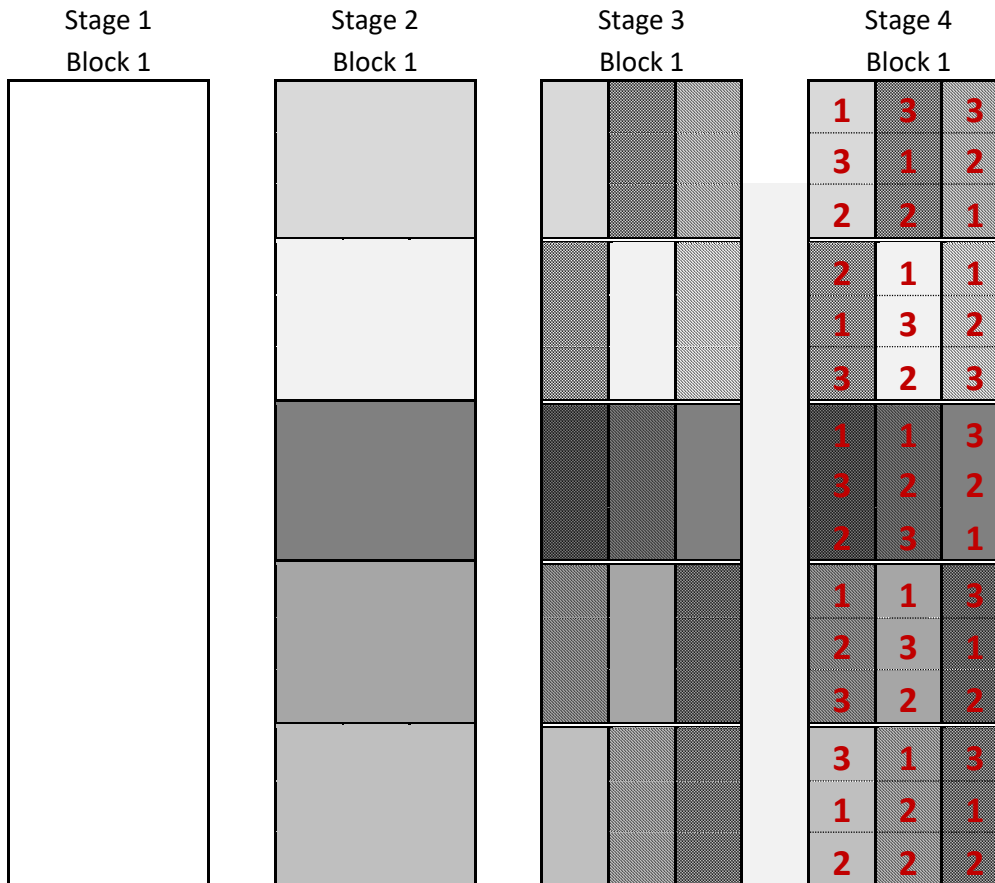 Stage 1 Stage 2 Stage 3 Stage 4
Block 1 Block 1 Block 1 Block 1
1 3 3
3 1 2
2 2 1
2 1 1
1 3 2
3 2 3
1 1 3
3 2 2
2 3 1
1 1 3
2 3 1
3 2 2
3 1 3
1 2 1
2 2 2